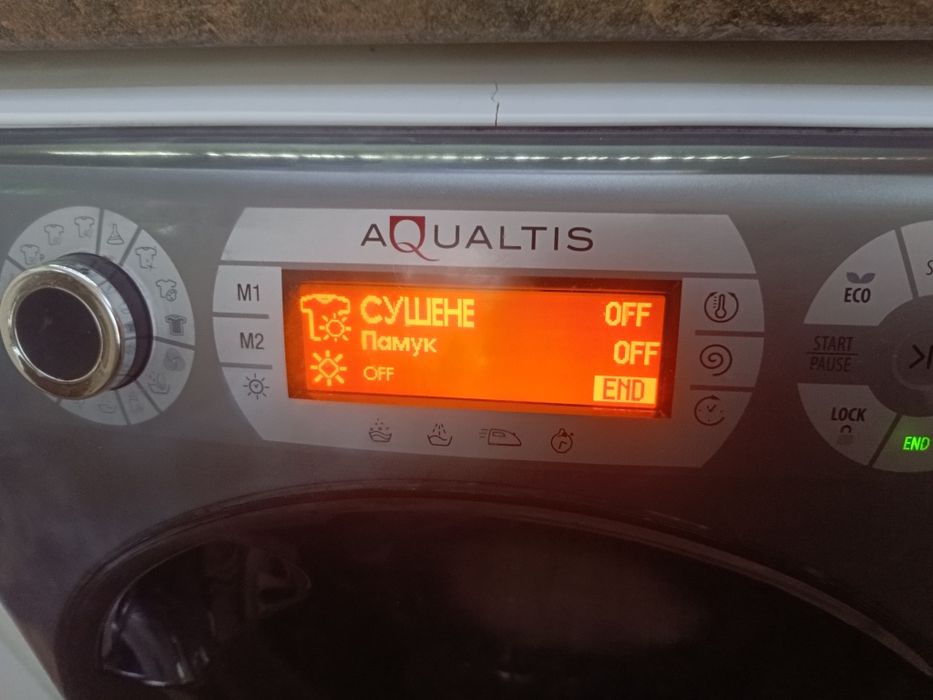 AQUALTIS
M1
M2
СУШЕНЕ OFF
Памук OFF
OFF END
ECO
START
PAUSE
LOCK
END